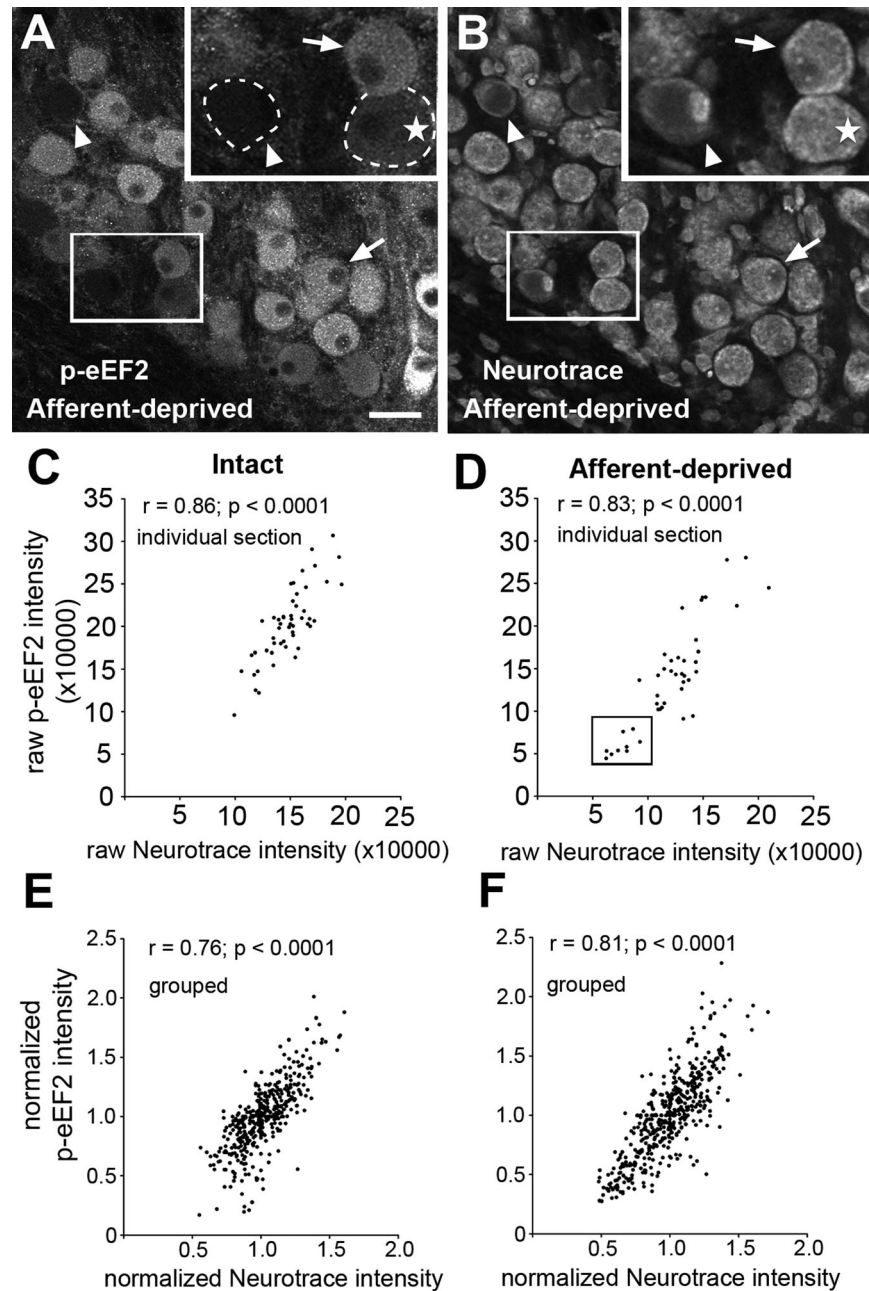 A
B
p-eEF2
Afferent-deprived
Neurotrace
Afferent-deprived
C
Intact
r = 0.86; p < 0.0001
individual section
35
30
25
20
15
10
5
0
raw p-eEF2 intensity
(x10000)
5 10 15 20 25
raw Neurotrace intensity (x10000)
D
Afferent-deprived
r = 0.83; p < 0.0001
individual section
35
30
25
20
15
10
5
0
5 10 15 20 25
raw Neurotrace intensity (x10000)
E
r = 0.76; p < 0.0001
grouped
2.5
2.0
1.5
1.0
0.5
0
normalized
p-eEF2 intensity
0.5 1.0 1.5 2.0
normalized Neurotrace intensity
F
r = 0.81; p < 0.0001
grouped
2.5
2.0
1.5
1.0
0.5
0
0.5 1.0 1.5 2.0
normalized Neurotrace intensity